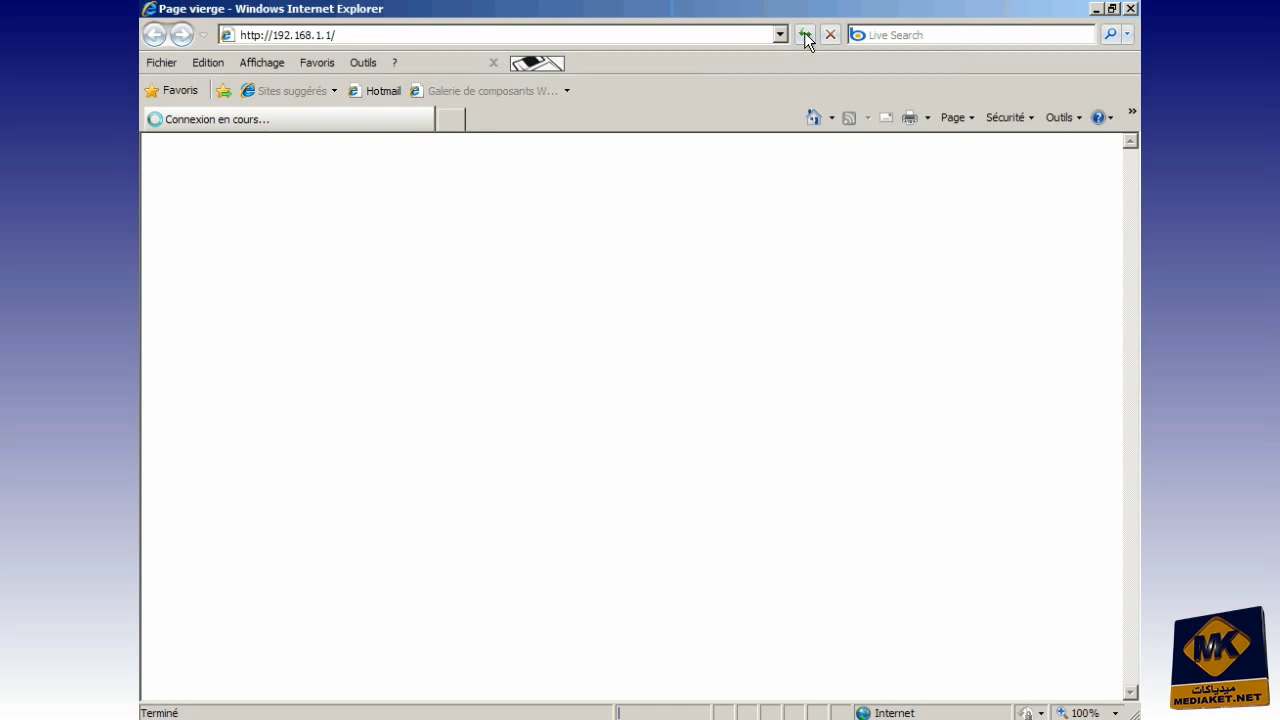 Page vierge - Windows Internet Explorer
http://192.168.1.1/
Live Search
Fichier Edition Affichage Favoris Outils ?
Favoris Sites suggérés Hotmail Galerie de composants W...
Connexion en cours...
Page Sécurité Outils
Terminé
Internet
100%
MK
ميدياكات
MEDIAKET.NET